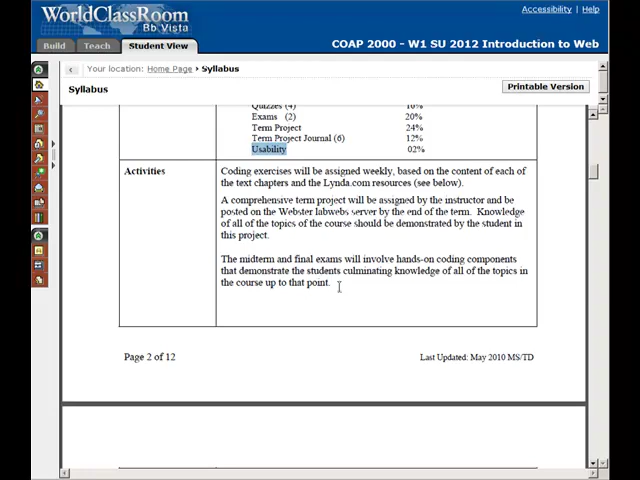 WorldClassRoom
Bb Vista
Accessibility | Help
Build Teach Student View
COAP 2000 - W1 SU 2012 Introduction to Web
Your location: Home Page › Syllabus
Syllabus
Printable Version
Quizzes (4) 16%
Exams (2) 20%
Term Project 24%
Term Project Journal (6) 12%
Usability 02%
Activities
Coding exercises will be assigned weekly, based on the content of each of
the text chapters and the Lynda.com resources (see below).
A comprehensive term project will be assigned by the instructor and be
posted on the Webster labwebs server by the end of the term. Knowledge
of all of the topics of the course should be demonstrated by the student in
this project.
The midterm and final exams will involve hands-on coding components
that demonstrate the students culminating knowledge of all of the topics in
the course up to that point.
Page 2 of 12
Last Updated: May 2010 MS/TD